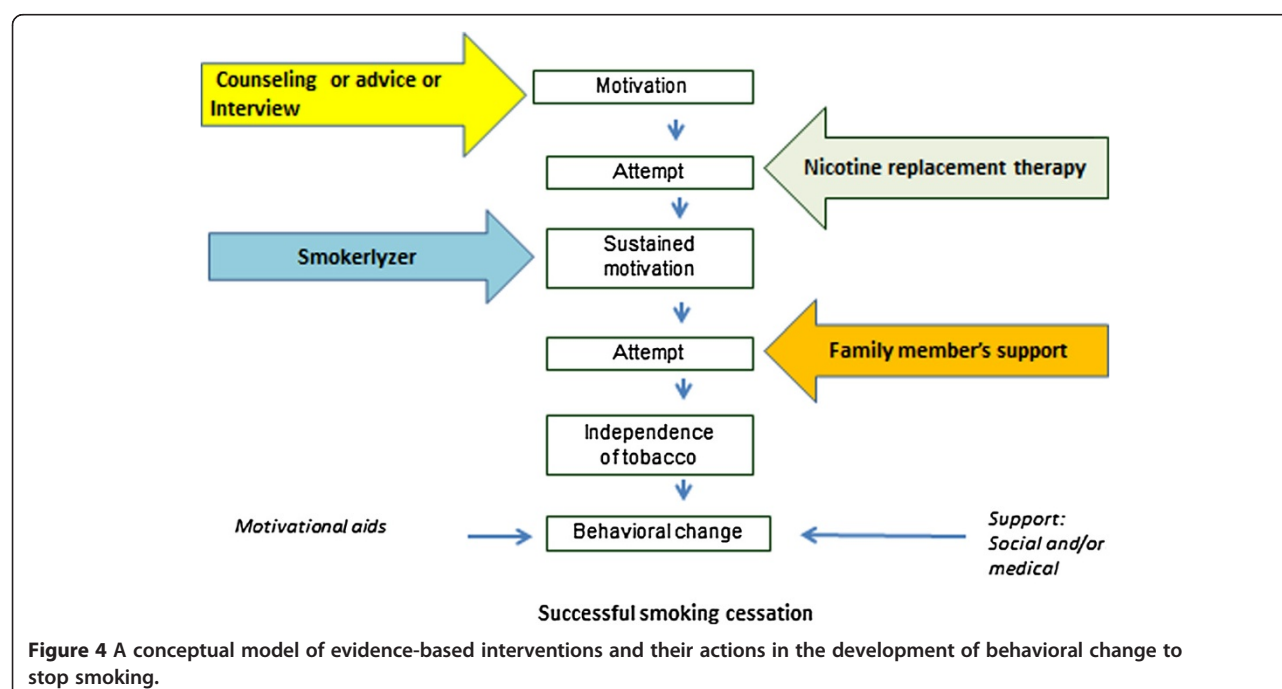 Counseling or advice or
Interview
Motivation
Attempt
Nicotine replacement therapy
Smokerlyzer
Sustained
motivation
Attempt
Family member's support
Independence
of tobacco
Motivational aids
Behavioral change
Support:
Social and/or
medical
Successful smoking cessation
Figure 4 A conceptual model of evidence-based interventions and their actions in the development of behavioral change to
stop smoking.